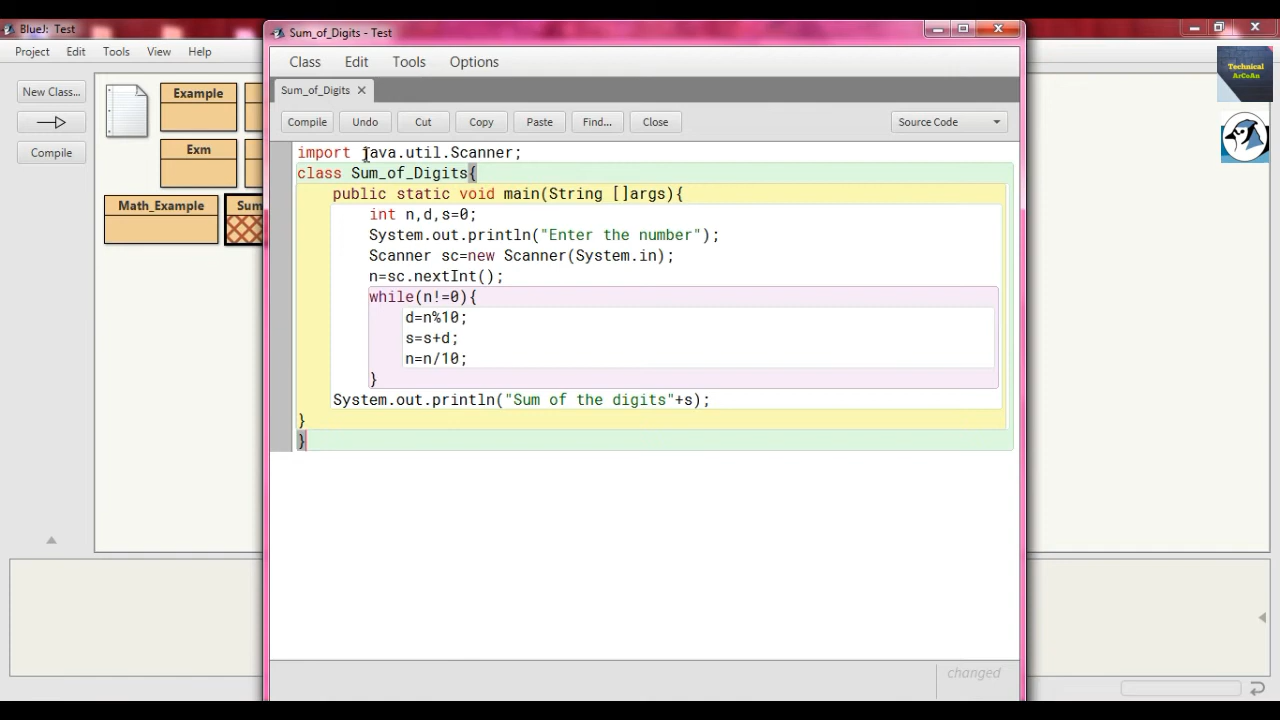 BlueJ: Test
Project Edit Tools View Help
New Class...
Compile
Example
Exm
Math_Example
Sum
Sum_of_Digits - Test
Class Edit Tools Options
Sum_of_Digits
Compile Undo Cut Copy Paste Find... Close Source Code
import java.util.Scanner;
class Sum_of_Digits{
public static void main(String []args){
int n,d,s=0;
System.out.println("Enter the number");
Scanner sc=new Scanner(System.in);
n=sc.nextInt();
while(n!=0){
d=n%10;
s=s+d;
n=n/10;
}
System.out.println("Sum of the digits"+s);
}
}
changed
Technical
ArCoAn